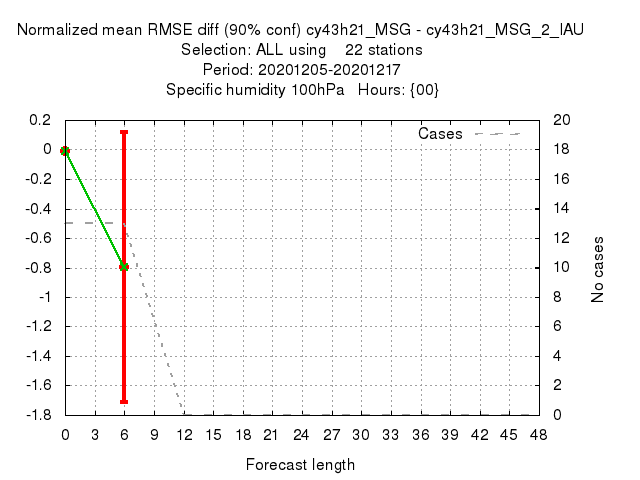 Normalized mean RMSE diff (90% conf) cy43h21_MSG - cy43h21_MSG_2_IAU
Selection: ALL using    22 stations
Period: 20201205-20201217
Specific humidity 100hPa   Hours: {00}
Cases
0.2
0
-0.2
-0.4
-0.6
-0.8
-1
-1.2
-1.4
-1.6
-1.8
20
18
16
14
12
10
8
6
4
2
0
No cases
0 3 6 9 12 15 18 21 24 27 30 33 36 39 42 45 48
Forecast length